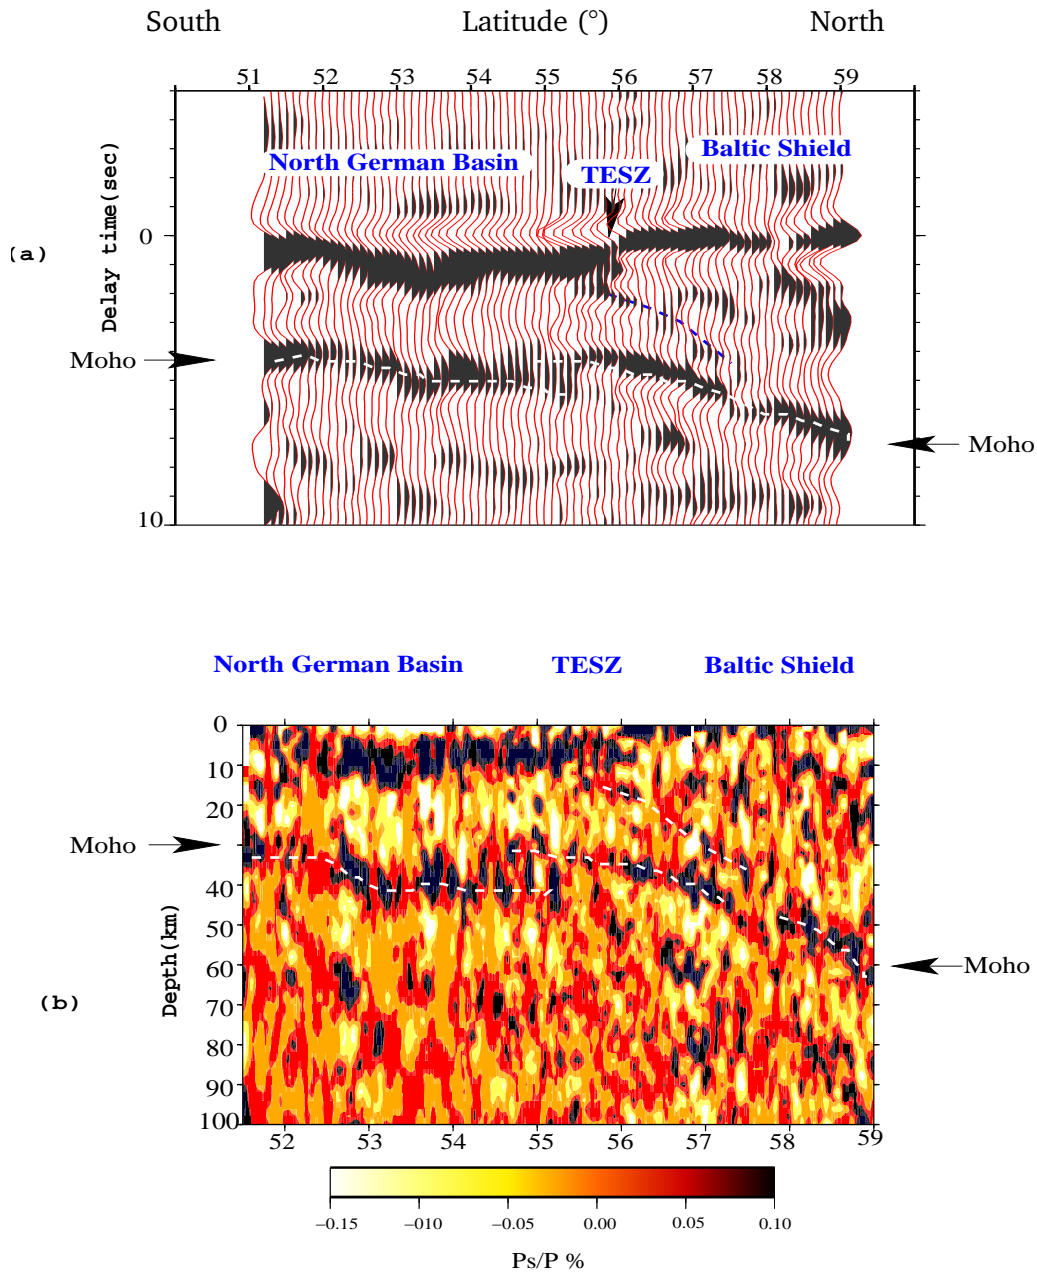 South Latitude (°) North
51 52 53 54 55 56 57 58 59
North German Basin
Baltic Shield
TESZ
0
10
Delay time(sec)
(a)
Moho
Moho
North German Basin TESZ Baltic Shield
0
10
20
30
40
50
60
70
80
90
100
Depth(km)
(b)
Moho
Moho
52 53 54 55 56 57 58 59
−0.15 −010 −0.05 0.00 0.05 0.10
Ps/P %